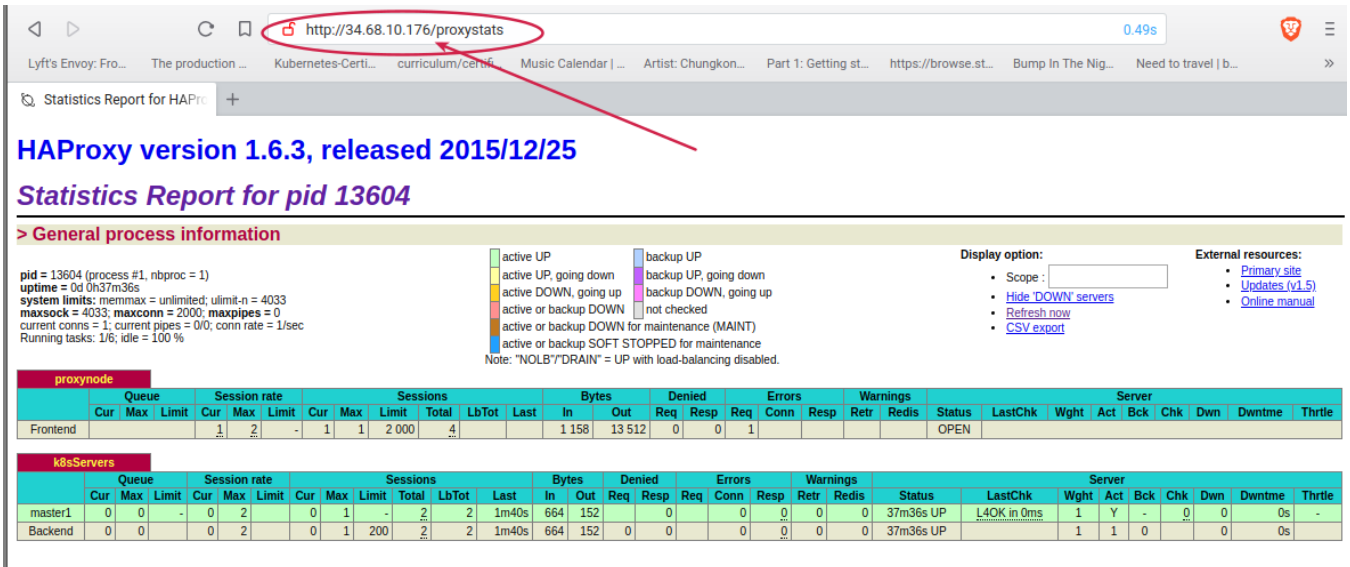 http://34.68.10.176/proxystats 0.49s
Lyft's Envoy: Fro... The production ... Kubernetes-Certi... curriculum/certifi... Music Calendar | ... Artist: Chungkon... Part 1: Getting st... https://browse.st... Bump In The Nig... Need to travel | b... »
Statistics Report for HAPro +
HAProxy version 1.6.3, released 2015/12/25
Statistics Report for pid 13604
> General process information
pid = 13604 (process #1, nbproc = 1)
uptime = 0d 0h37m36s
system limits: memmax = unlimited; ulimit-n = 4033
maxsock = 4033; maxconn = 2000; maxpipes = 0
current conns = 1; current pipes = 0/0; conn rate = 1/sec
Running tasks: 1/6; idle = 100 %
active UP backup UP
active UP, going down backup UP, going down
active DOWN, going up backup DOWN, going up
active or backup DOWN not checked
active or backup DOWN for maintenance (MAINT)
active or backup SOFT STOPPED for maintenance
Note: "NOLB"/"DRAIN" = UP with load-balancing disabled.
Display option:
• Scope :
• Hide 'DOWN' servers
• Refresh now
• CSV export
External resources:
• Primary site
• Updates (v1.5)
• Online manual
proxynode
Queue Session rate Sessions Bytes Denied Errors Warnings Server
Cur Max Limit Cur Max Limit Cur Max Limit Total LbTot Last In Out Req Resp Req Conn Resp Retr Redis Status LastChk Wght Act Bck Chk Dwn Dwntme Thrtle
Frontend 1 2 - 1 1 2 000 4 1 158 13 512 0 0 1 OPEN
k8sServers
Queue Session rate Sessions Bytes Denied Errors Warnings Server
Cur Max Limit Cur Max Limit Cur Max Limit Total LbTot Last In Out Req Resp Req Conn Resp Retr Redis Status LastChk Wght Act Bck Chk Dwn Dwntme Thrtle
master1 0 0 - 0 2 0 1 - 2 2 1m40s 664 152 0 0 0 0 0 37m36s UP L4OK in 0ms 1 Y - 0 0 0s -
Backend 0 0 0 2 0 1 200 2 2 1m40s 664 152 0 0 0 0 0 0 37m36s UP 1 1 0 0 0s